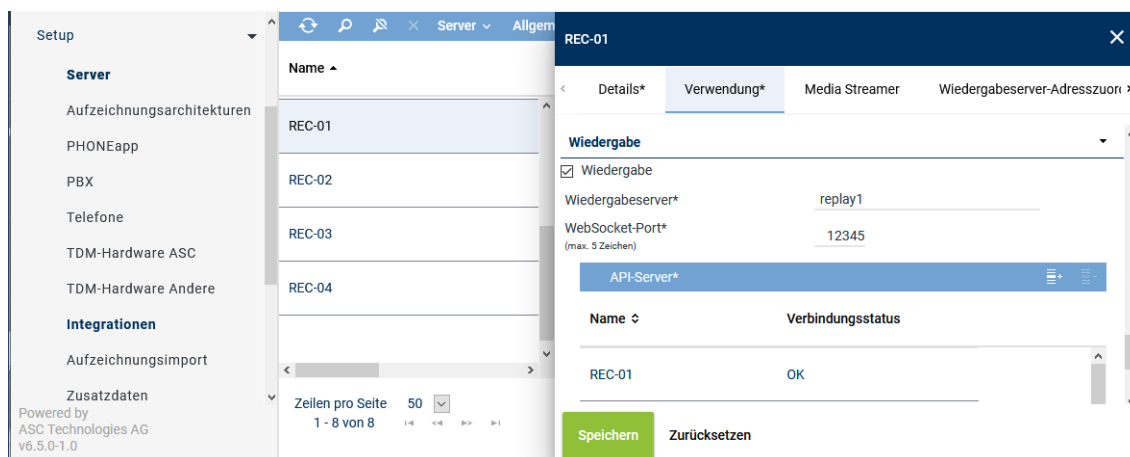 Setup
Server
Aufzeichnungsarchitekturen
PHONEapp
PBX
Telefone
TDM-Hardware ASC
TDM-Hardware Andere
Integrationen
Aufzeichnungsimport
Zusatzdaten
Powered by
ASC Technologies AG
v6.5.0-1.0
Server Allgem
Name
REC-01
REC-02
REC-03
REC-04
Zeilen pro Seite 50
1 - 8 von 8
REC-01
Details* Verwendung* Media Streamer Wiedergabeserver-Adresszuor
Wiedergabe
Wiedergabe
Wiedergabeserver* replay1
WebSocket-Port* 12345
(max. 5 Zeichen)
API-Server*
Name Verbindungsstatus
REC-01 OK
Speichern Zurücksetzen